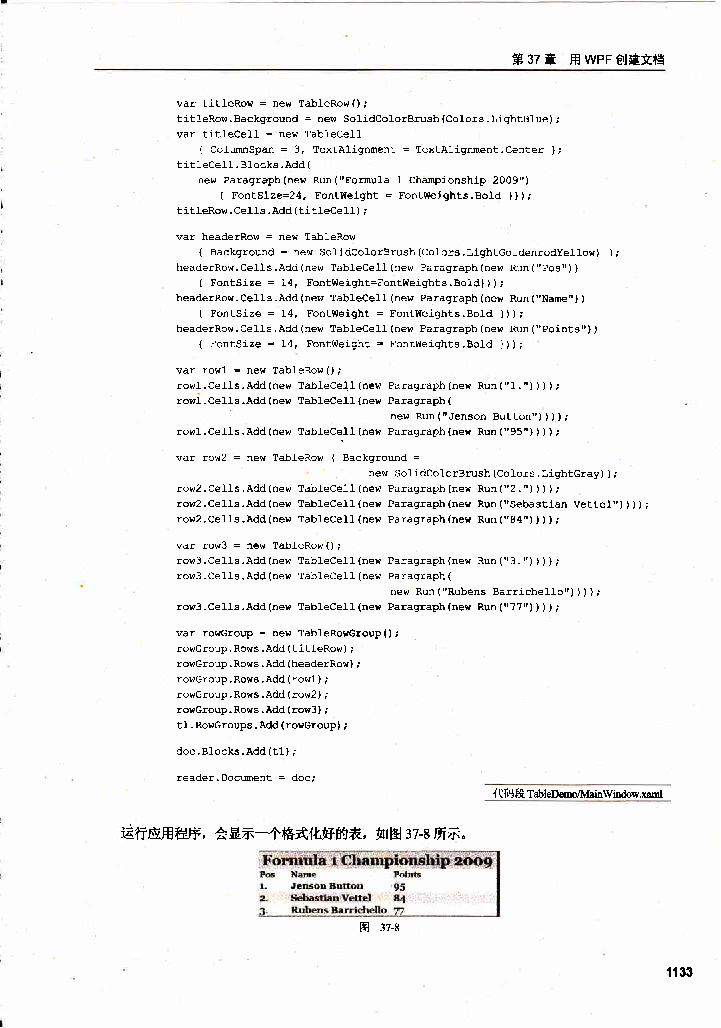 第 37 章 用 WPF 创建文档
var titleRow = new TableRow();
titleRow.Background = new SolidColorBrush(Colors.LightBlue);
var titleCell = new TableCell
{ ColumnSpan = 3, TextAlignment = TextAlignment.Center };
titleCell.Blocks.Add(
new Paragraph(new Run("Formula 1 Championship 2009")
{ FontSize=24, FontWeight = FontWeights.Bold }));
titleRow.Cells.Add(titleCell);
var headerRow = new TableRow
{ Background = new SolidColorBrush(Colors.LightGoldenrodYellow) };
headerRow.Cells.Add(new TableCell(new Paragraph(new Run("Pos"))
{ FontSize = 14, FontWeight=FontWeights.Bold}));
headerRow.Cells.Add(new TableCell(new Paragraph(new Run("Name"))
{ FontSize = 14, FontWeight = FontWeights.Bold }));
headerRow.Cells.Add(new TableCell(new Paragraph(new Run("Points"))
{ FontSize = 14, FontWeight = FontWeights.Bold }));
var row1 = new TableRow();
row1.Cells.Add(new TableCell(new Paragraph(new Run("1."))));
row1.Cells.Add(new TableCell(new Paragraph(
new Run("Jenson Button"))));
row1.Cells.Add(new TableCell(new Paragraph(new Run("95"))));
var row2 = new TableRow { Background =
new SolidColorBrush(Colors.LightGray)};
row2.Cells.Add(new TableCell(new Paragraph(new Run("2."))));
row2.Cells.Add(new TableCell(new Paragraph(new Run("Sebastian Vettel"))));
row2.Cells.Add(new TableCell(new Paragraph(new Run("84"))));
var row3 = new TableRow();
row3.Cells.Add(new TableCell(new Paragraph(new Run("3."))));
row3.Cells.Add(new TableCell(new Paragraph(
new Run("Rubens Barrichello"))));
row3.Cells.Add(new TableCell(new Paragraph(new Run("77"))));
var rowGroup = new TableRowGroup();
rowGroup.Rows.Add(titleRow);
rowGroup.Rows.Add(headerRow);
rowGroup.Rows.Add(row1);
rowGroup.Rows.Add(row2);
rowGroup.Rows.Add(row3);
t1.RowGroups.Add(rowGroup);
doc.Blocks.Add(t1);
reader.Document = doc;
代码段 TableDemo/MainWindow.xaml
运行应用程序，会显示一个格式化好的表，如图 37-8 所示。
Formula 1 Championship 2009
Pos Name Points
1. Jenson Button 95
2. Sebastian Vettel 84
3. Rubens Barrichello 77
图 37-8
1133